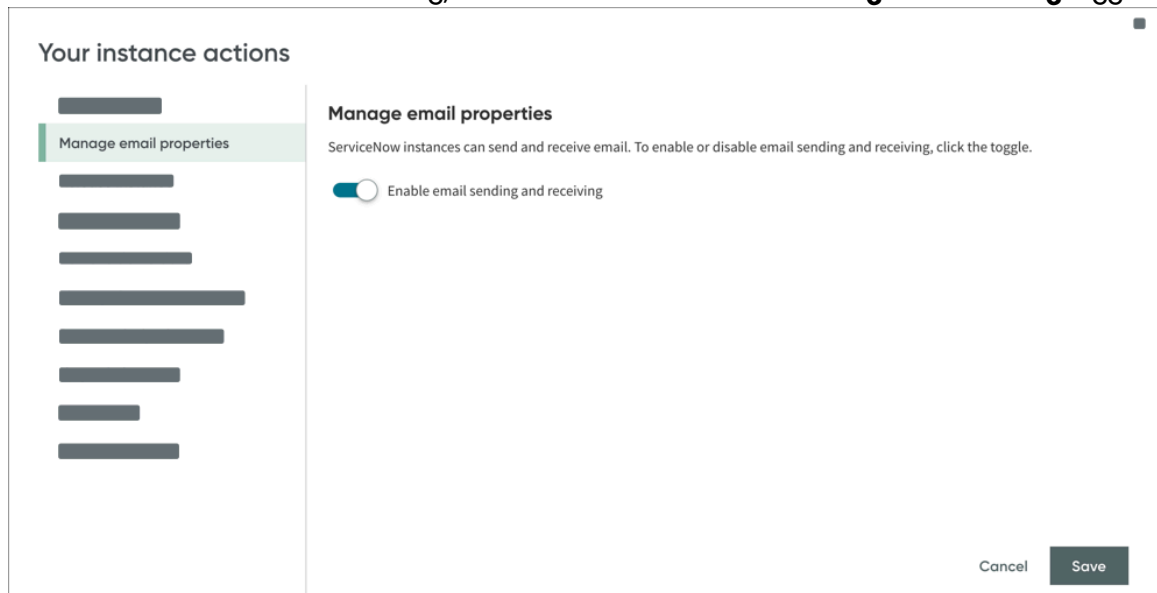 Your instance actions
Manage email properties
Manage email properties
ServiceNow instances can send and receive email. To enable or disable email sending and receiving, click the toggle.
Enable email sending and receiving
Cancel
Save